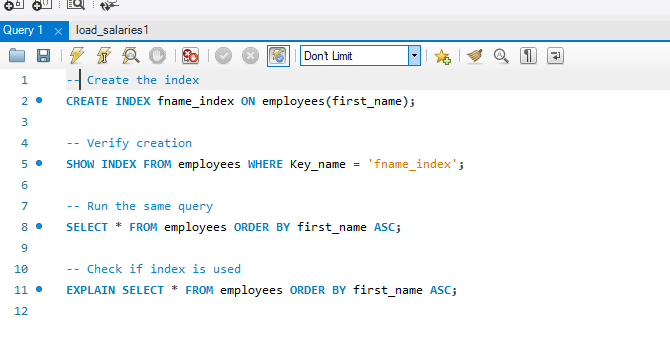 Query 1
load_salaries1
Don't Limit
1 -- Create the index
2 CREATE INDEX fname_index ON employees(first_name);
3
4 -- Verify creation
5 SHOW INDEX FROM employees WHERE Key_name = 'fname_index';
6
7 -- Run the same query
8 SELECT * FROM employees ORDER BY first_name ASC;
9
10 -- Check if index is used
11 EXPLAIN SELECT * FROM employees ORDER BY first_name ASC;
12